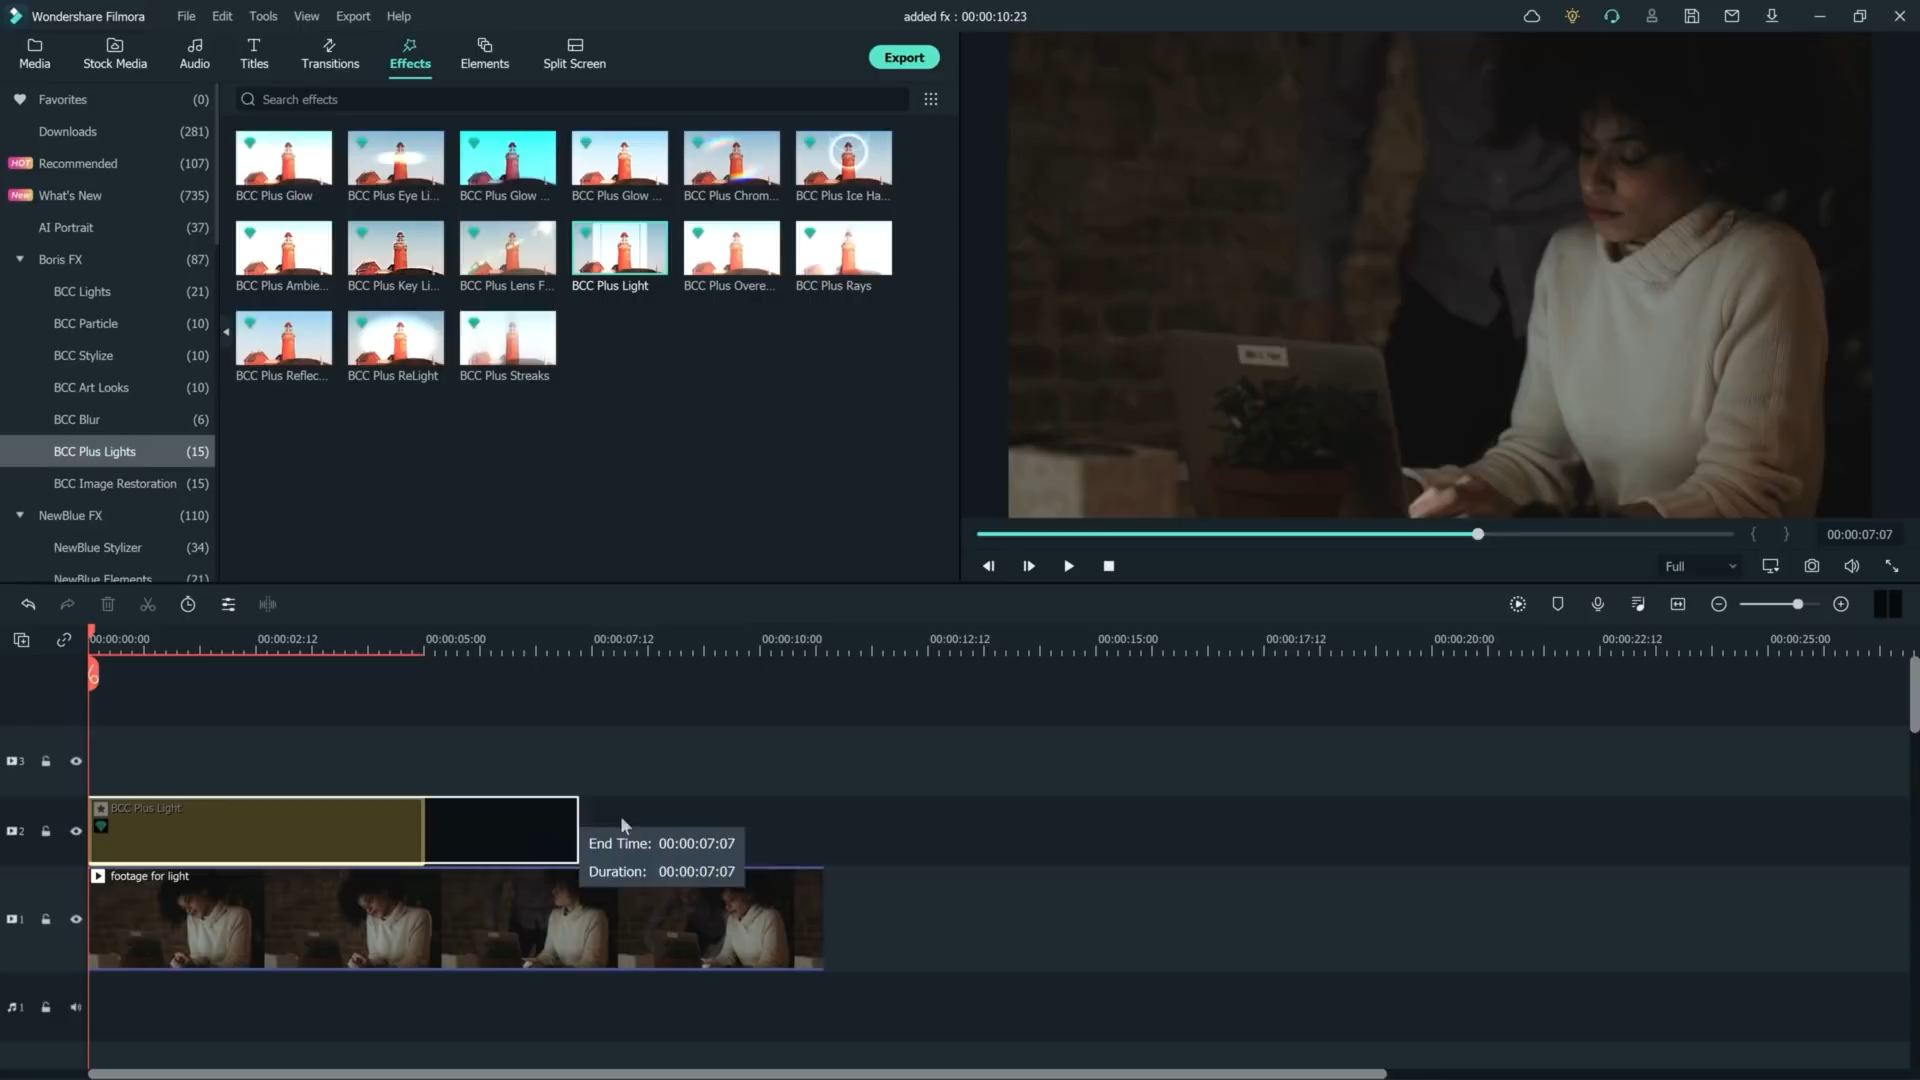 Wondershare Filmora
File
Edit
Tools
View
Export
Help
added fx : 00:00:10:23
Media
Stock Media
Audio
Titles
Transitions
Effects
Elements
Split Screen
Export
Favorites (0)
Downloads (281)
HOT Recommended (107)
New What's New (735)
AI Portrait (37)
Boris FX (87)
BCC Lights (21)
BCC Particle (10)
BCC Stylize (10)
BCC Art Looks (10)
BCC Blur (6)
BCC Plus Lights (15)
BCC Image Restoration (15)
NewBlue FX (110)
NewBlue Stylizer (34)
NewBlue Elements (21)
Search effects
BCC Plus Glow
BCC Plus Eye Li...
BCC Plus Glow ...
BCC Plus Glow ...
BCC Plus Chrom...
BCC Plus Ice Ha...
BCC Plus Ambie...
BCC Plus Key Li...
BCC Plus Lens F...
BCC Plus Light
BCC Plus Overe...
BCC Plus Rays
BCC Plus Reflec...
BCC Plus ReLight
BCC Plus Streaks
{ } 00:00:07:07
Full
00:00:00:00
00:00:02:12
00:00:05:00
00:00:07:12
00:00:10:00
00:00:12:12
00:00:15:00
00:00:17:12
00:00:20:00
00:00:22:12
00:00:25:00
3
2
BCC Plus Light
End Time: 00:00:07:07
Duration: 00:00:07:07
1
footage for light
1